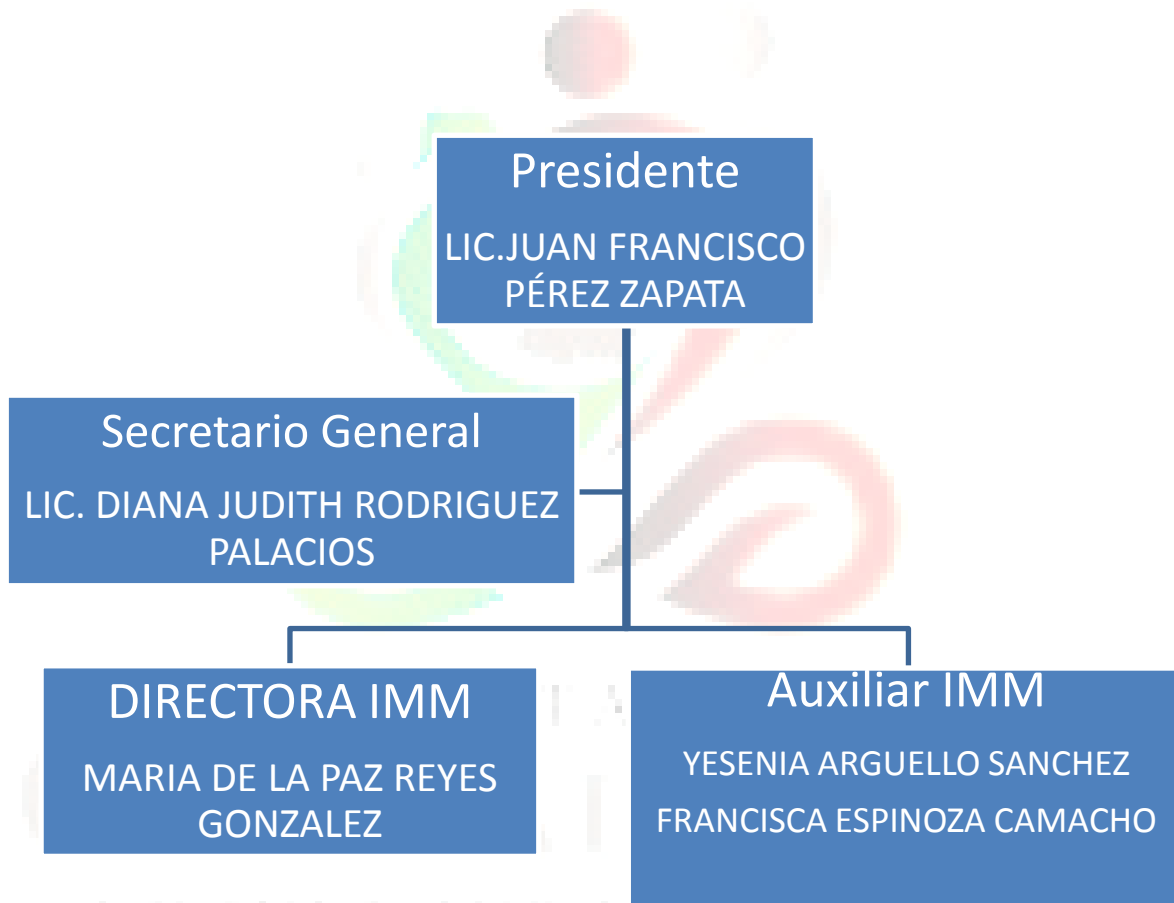 Presidente
LIC.JUAN FRANCISCO
PÉREZ ZAPATA
Secretario General
LIC. DIANA JUDITH RODRIGUEZ
PALACIOS
DIRECTORA IMM
MARIA DE LA PAZ REYES
GONZALEZ
Auxiliar IMM
YESENIA ARGUELLO SANCHEZ
FRANCISCA ESPINOZA CAMACHO